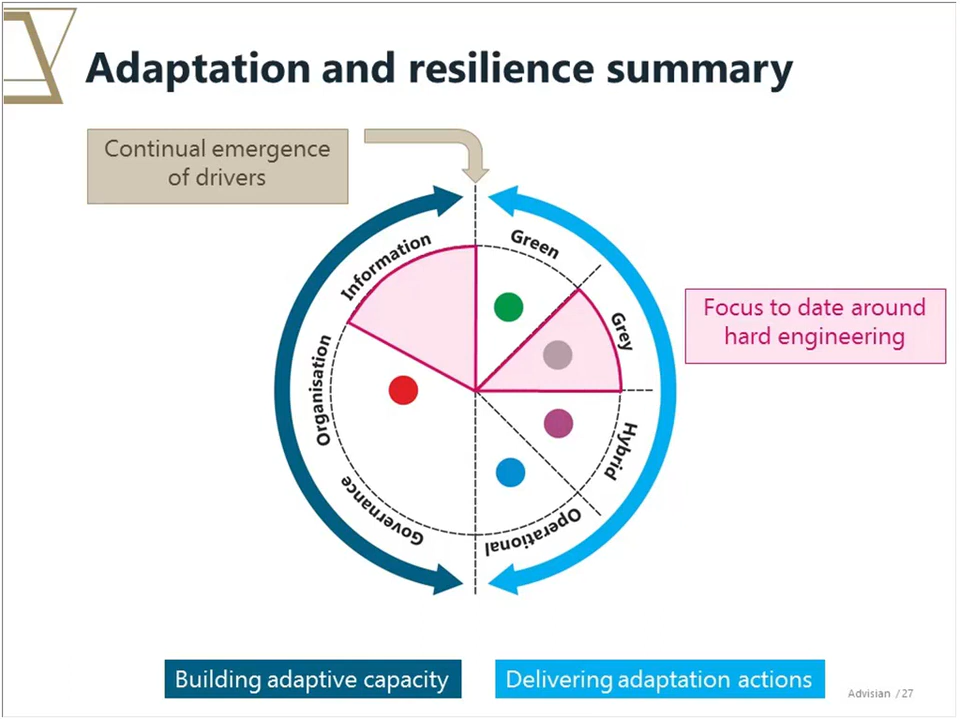 Adaptation and resilience summary
Continual emergence
of drivers
Information
Green
Grey
Focus to date around
hard engineering
Organisation
Hybrid
Governance
Operational
Building adaptive capacity
Delivering adaptation actions
Advisian / 27